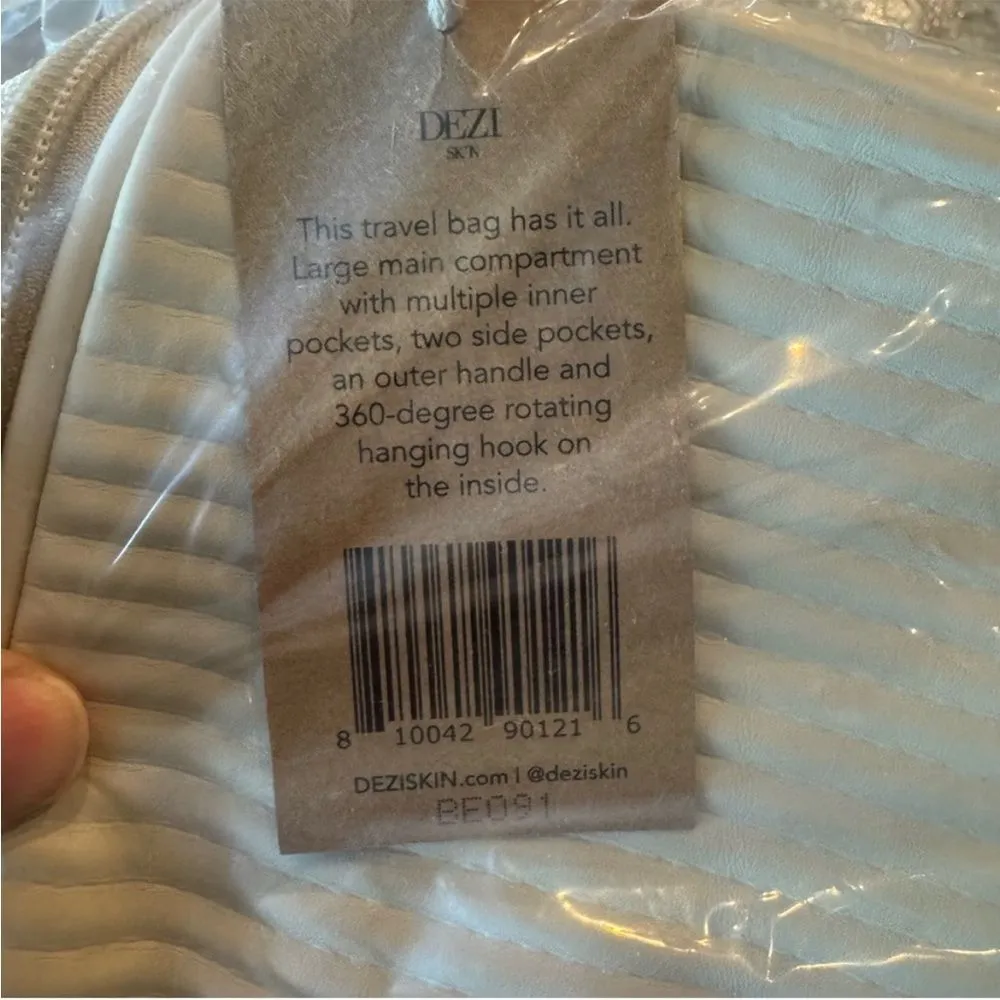 DEZI
SKIN
This travel bag has it all.
Large main compartment
with multiple inner
pockets, two side pockets,
an outer handle and
360-degree rotating
hanging hook on
the inside.
8 10042 90121 6
DEZISKIN.com | @deziskin
BE091